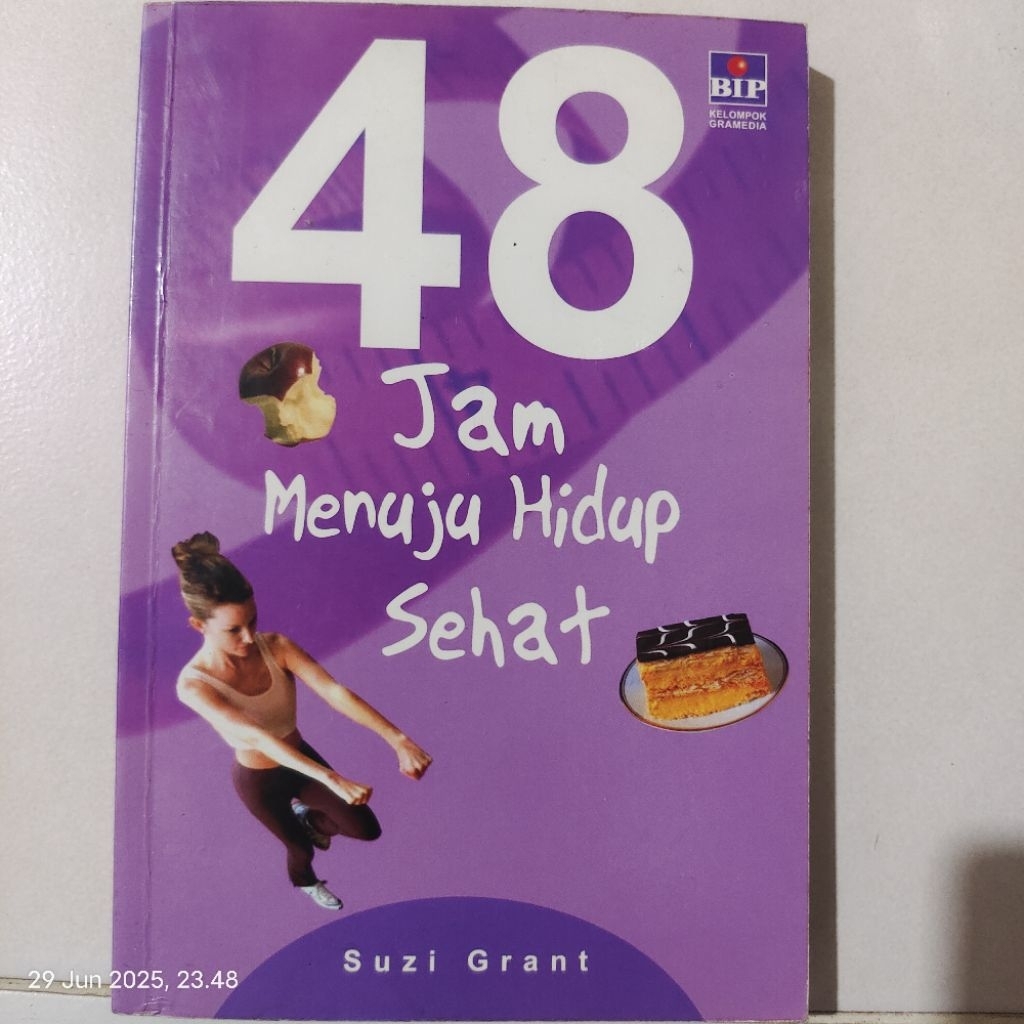 48
BIP
KELOMPOK
GRAMEDIA
Jam
Menuju Hidup
Sehat
Suzi Grant
29 Jun 2025, 23.48